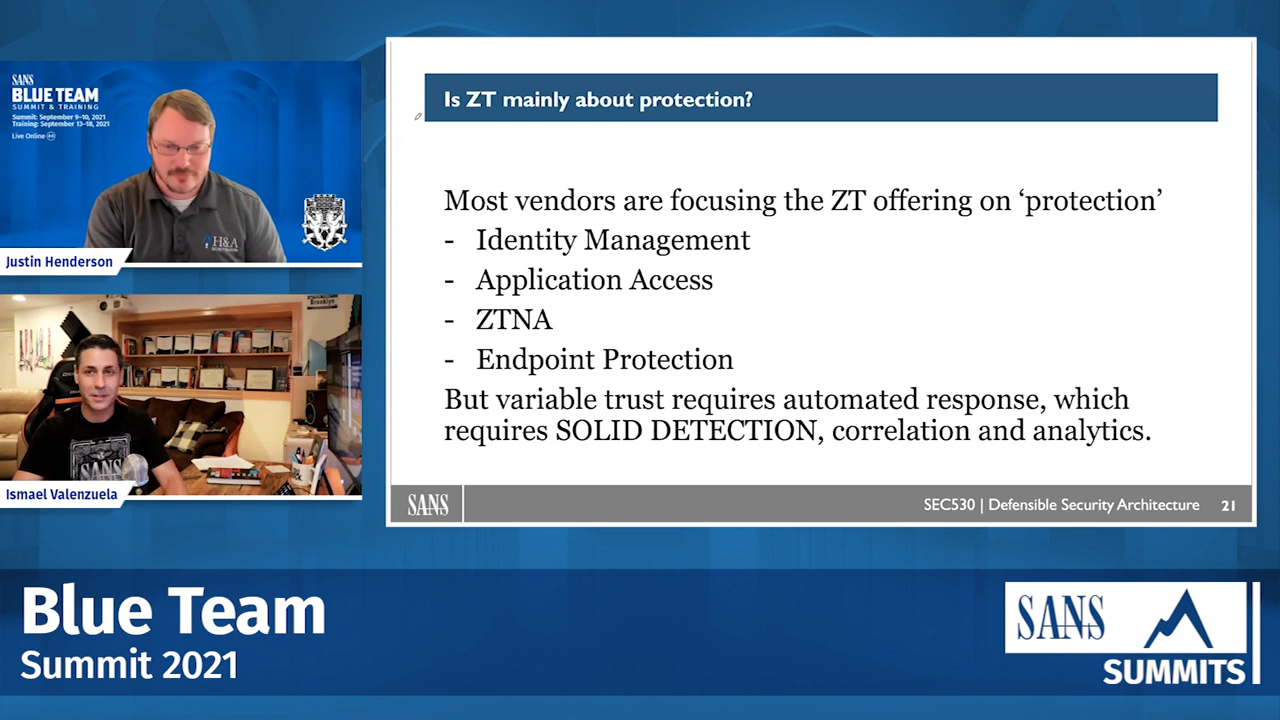 SANS
BLUE TEAM
SUMMIT & TRAINING
Summit: September 9-10, 2021
Training: September 13-18, 2021
Live Online
H&A
Justin Henderson
Brooklyn
SANS
Ismael Valenzuela
Is ZT mainly about protection?
Most vendors are focusing the ZT offering on ‘protection’
- Identity Management
- Application Access
- ZTNA
- Endpoint Protection
But variable trust requires automated response, which
requires SOLID DETECTION, correlation and analytics.
SANS
SEC530 | Defensible Security Architecture 21
Blue Team
Summit 2021
SANS
SUMMITS